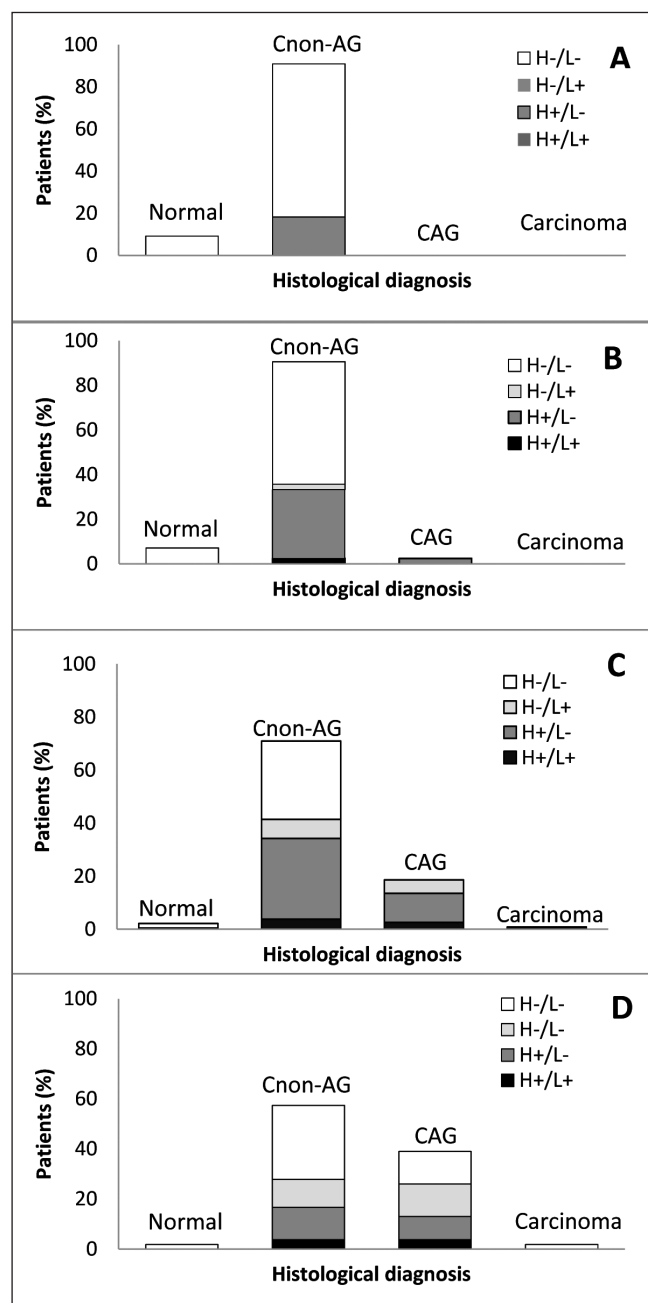 A
100
80
60
40
20
0
Patients (%)
Cnon-AG
Normal
CAG
Carcinoma
H-/L-
H-/L+
H+/L-
H+/L+
Histological diagnosis
B
100
80
60
40
20
0
Patients (%)
Cnon-AG
Normal
CAG
Carcinoma
H-/L-
H-/L+
H+/L-
H+/L+
Histological diagnosis
C
100
80
60
40
20
0
Patients (%)
Cnon-AG
Normal
CAG
Carcinoma
H-/L-
H-/L+
H+/L-
H+/L+
Histological diagnosis
D
100
80
60
40
20
0
Patients (%)
Cnon-AG
Normal
CAG
Carcinoma
H-/L-
H-/L-
H+/L-
H+/L+
Histological diagnosis